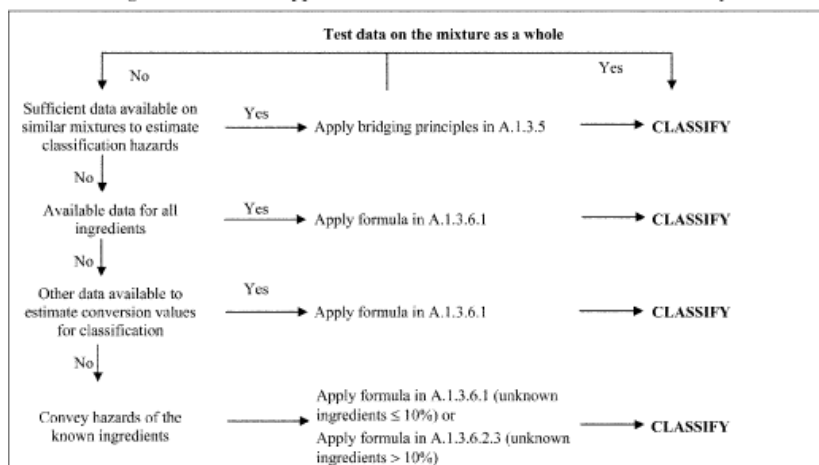 Test data on the mixture as a whole
No
Yes
Sufficient data available on
similar mixtures to estimate
classification hazards
Yes
Apply bridging principles in A.1.3.5
CLASSIFY
No
Available data for all
ingredients
Yes
Apply formula in A.1.3.6.1
CLASSIFY
No
Other data available to
estimate conversion values
for classification
Yes
Apply formula in A.1.3.6.1
CLASSIFY
No
Convey hazards of the
known ingredients
Apply formula in A.1.3.6.1 (unknown
ingredients ≤ 10%) or
Apply formula in A.1.3.6.2.3 (unknown
ingredients > 10%)
CLASSIFY